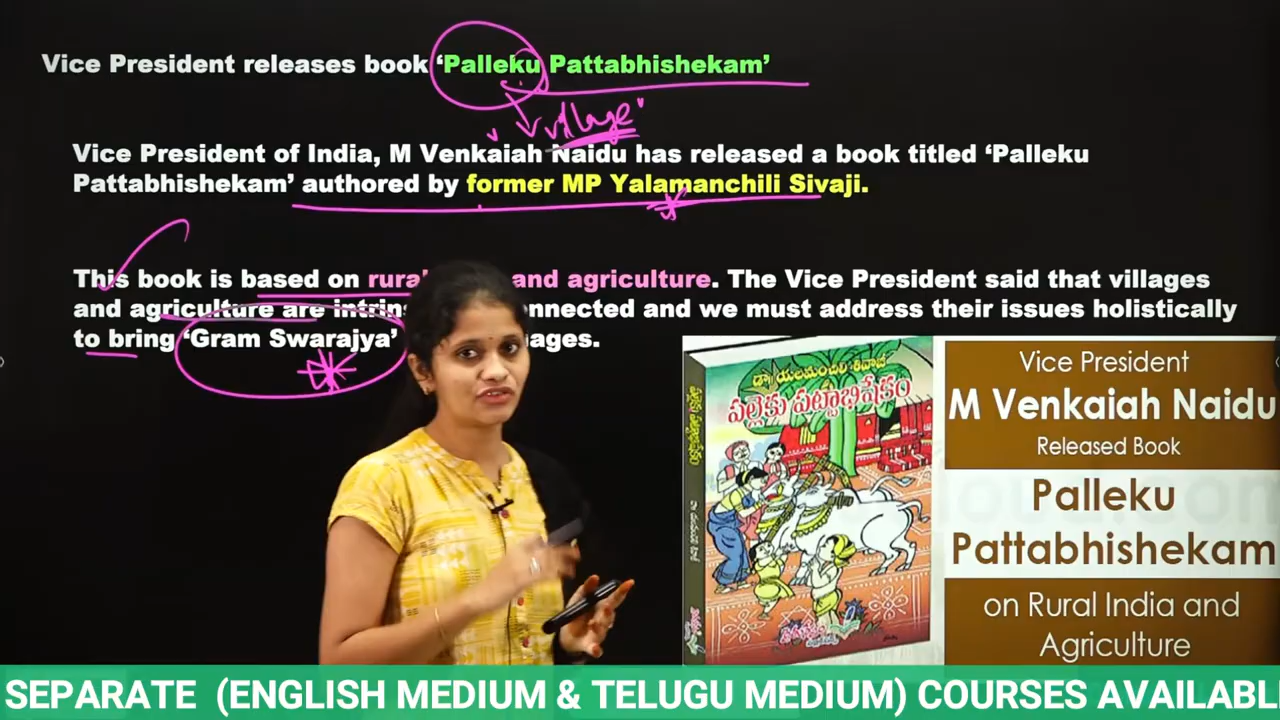 Vice President releases book ‘Palleku Pattabhishekam’
village
Vice President of India, M Venkaiah Naidu has released a book titled ‘Palleku
Pattabhishekam’ authored by former MP Yalamanchili Sivaji.
This book is based on rural and agriculture. The Vice President said that villages
and agriculture are and we must address their issues holistically
to bring ‘Gram Swarajya’
డా॥ యలమంచిలి శివాజీ
పల్లెకు పట్టాభిషేకం
Vice President
M Venkaiah Naidu
Released Book
Palleku
Pattabhishekam
on Rural India and
Agriculture
SEPARATE (ENGLISH MEDIUM & TELUGU MEDIUM) COURSES